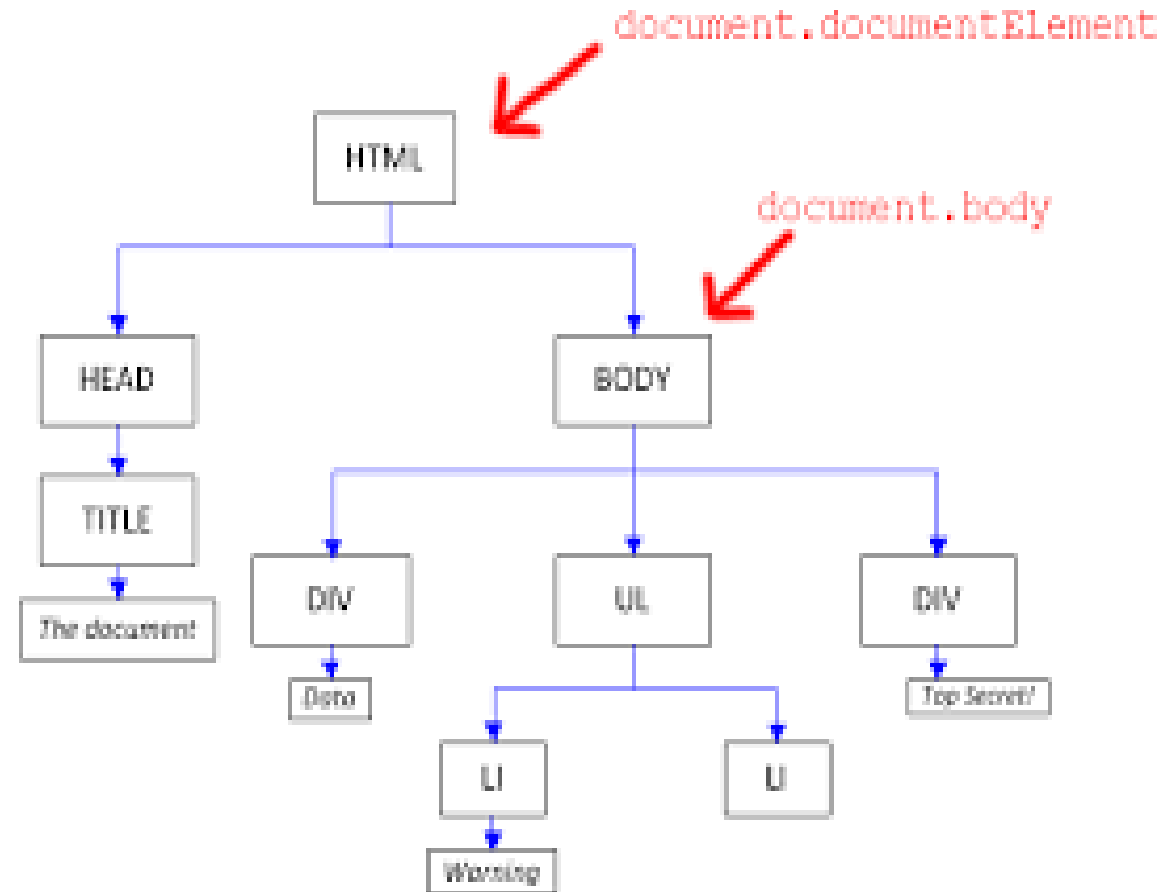 document.documentElement
HTML
document.body
HEAD
BODY
TITLE
DIV
UL
DIV
The document
Data
Top Secret!
LI
LI
Warning